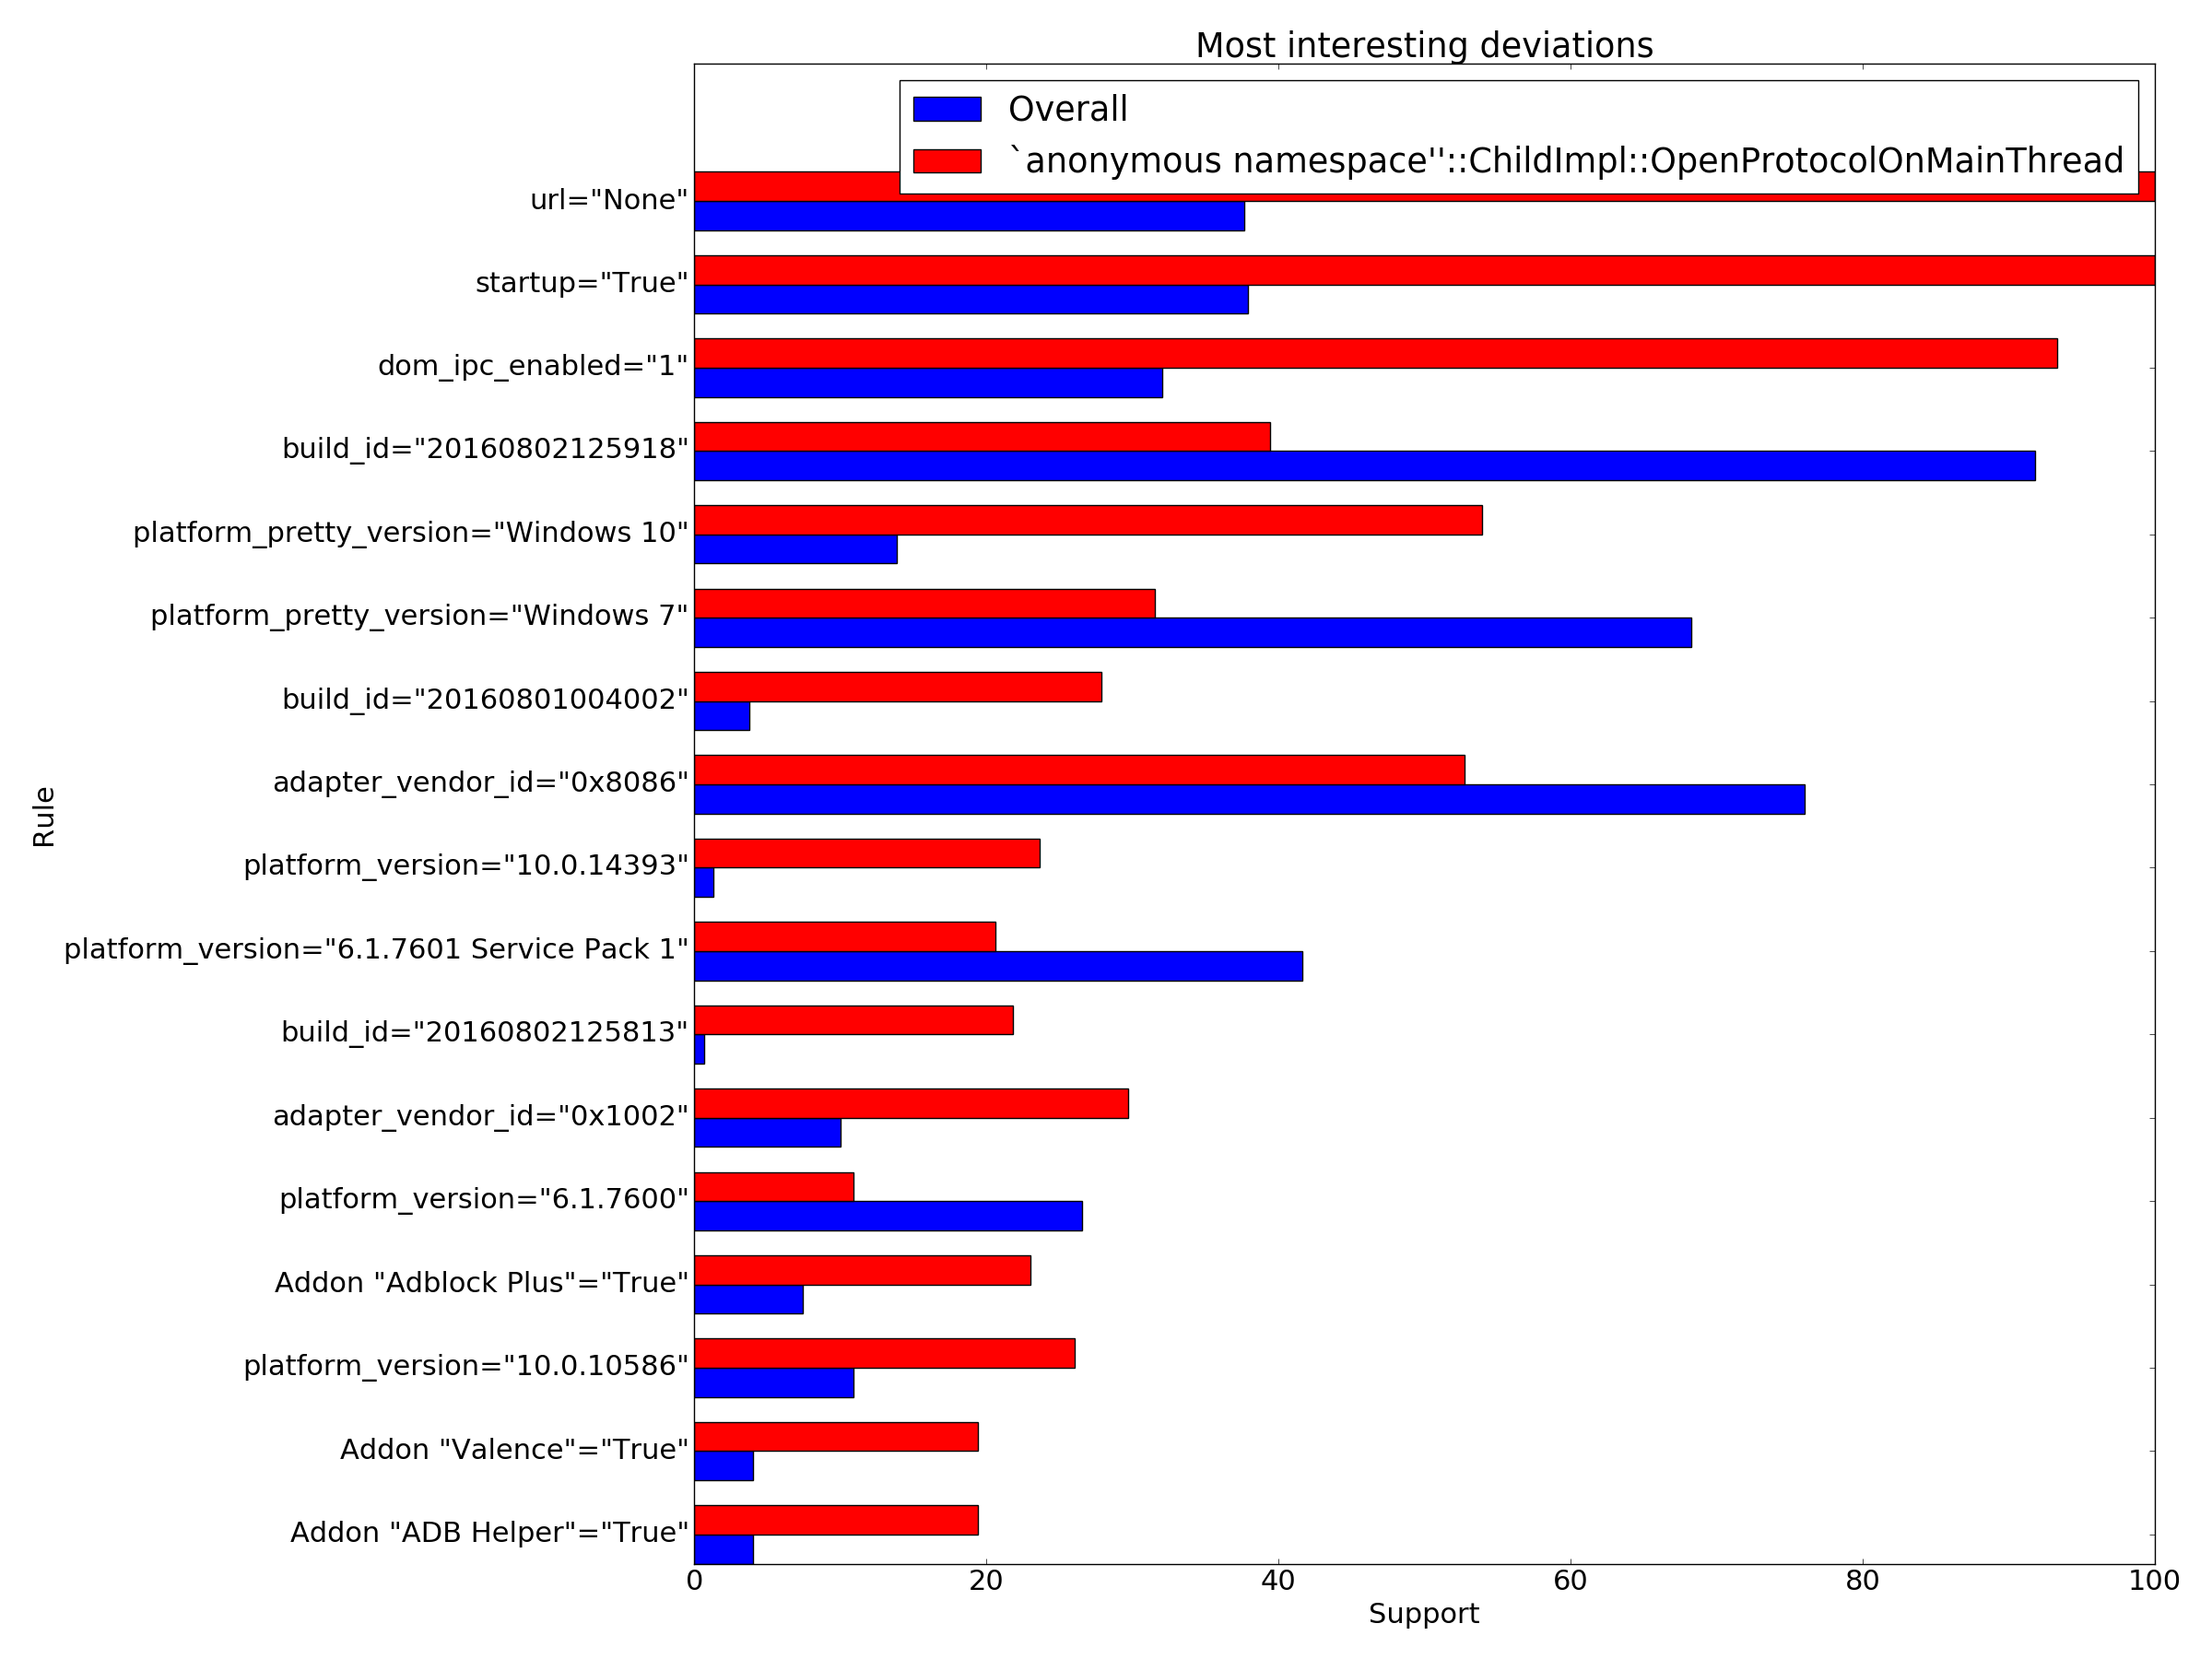 Most interesting deviations
Overall
`anonymous namespace''::ChildImpl::OpenProtocolOnMainThread
url="None"
startup="True"
dom_ipc_enabled="1"
build_id="20160802125918"
platform_pretty_version="Windows 10"
platform_pretty_version="Windows 7"
build_id="20160801004002"
adapter_vendor_id="0x8086"
platform_version="10.0.14393"
platform_version="6.1.7601 Service Pack 1"
build_id="20160802125813"
adapter_vendor_id="0x1002"
platform_version="6.1.7600"
Addon "Adblock Plus"="True"
platform_version="10.0.10586"
Addon "Valence"="True"
Addon "ADB Helper"="True"
Rule
0 20 40 60 80 100
Support